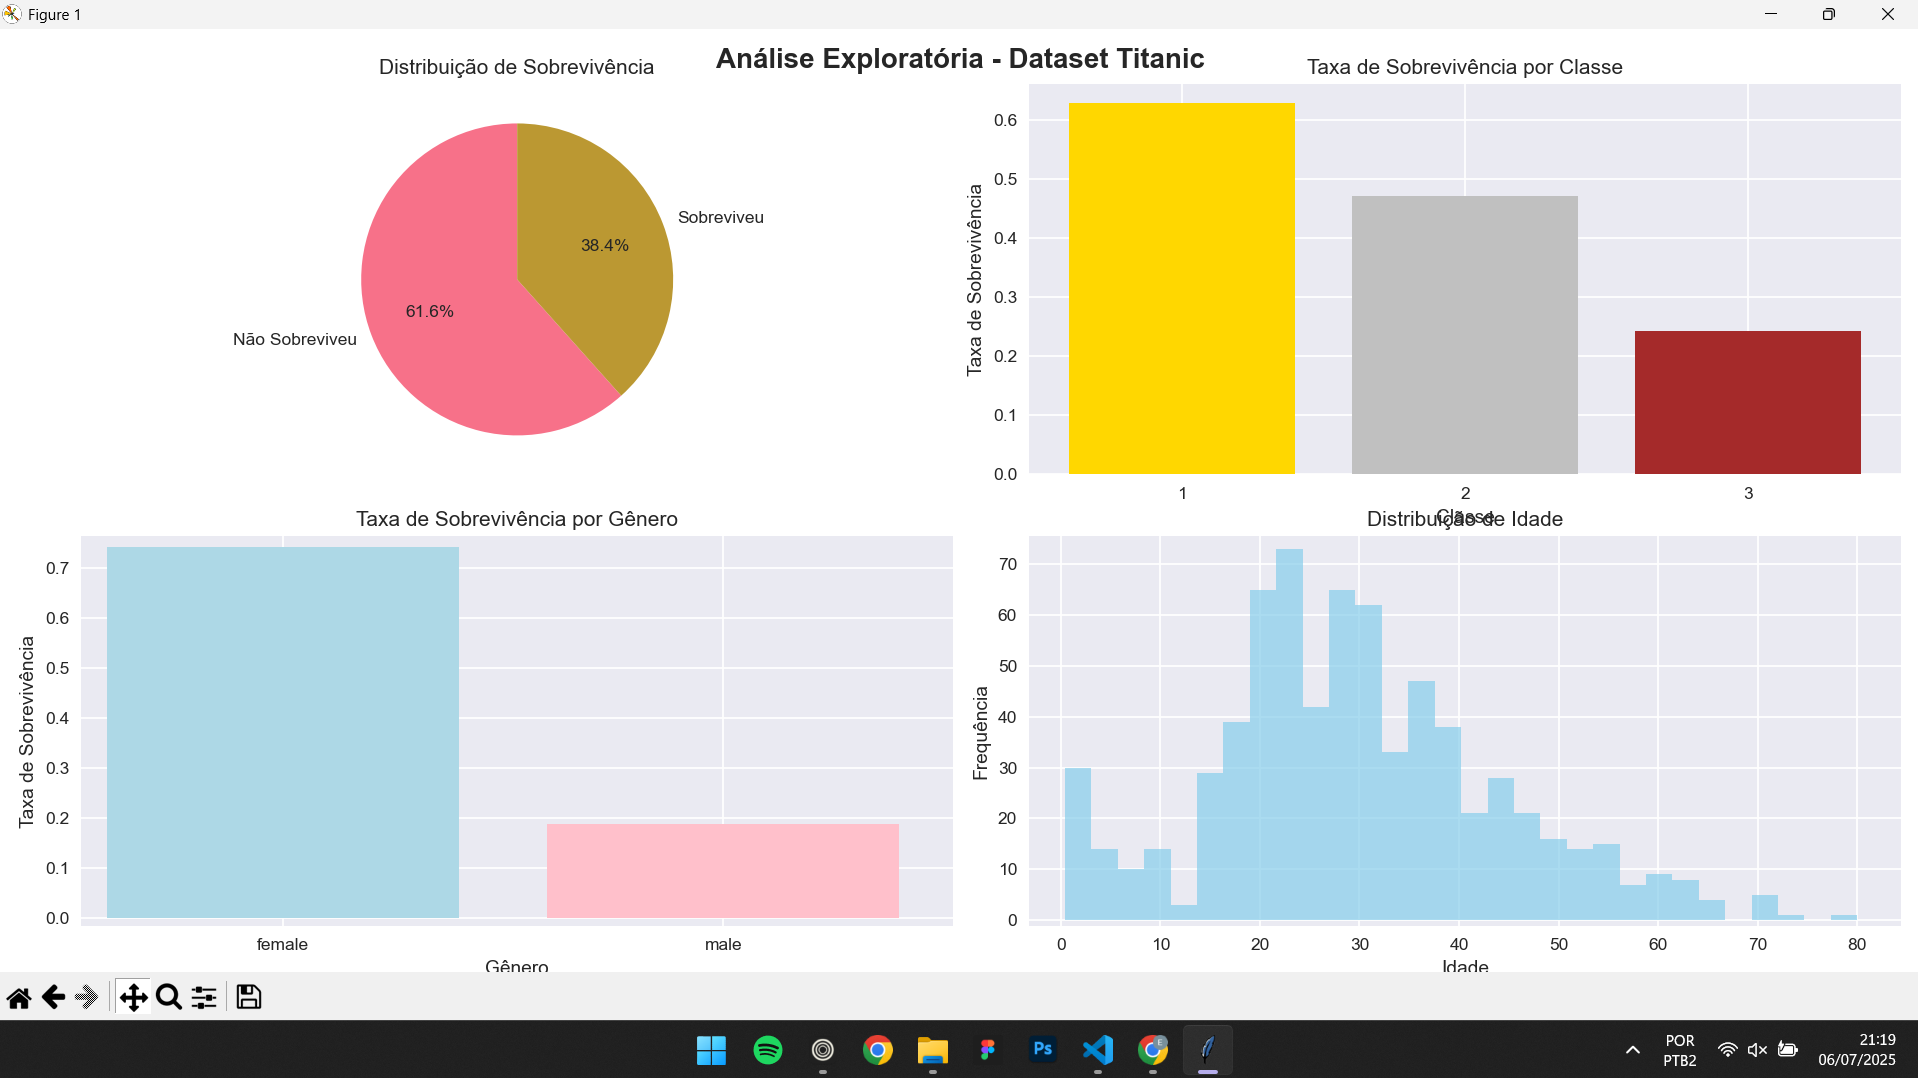 Figure 1
Análise Exploratória - Dataset Titanic
Distribuição de Sobrevivência
Sobreviveu
38.4%
61.6%
Não Sobreviveu
Taxa de Sobrevivência por Classe
Taxa de Sobrevivência
0.6
0.5
0.4
0.3
0.2
0.1
0.0
1 2 3
Classe
Taxa de Sobrevivência por Gênero
Taxa de Sobrevivência
0.7
0.6
0.5
0.4
0.3
0.2
0.1
0.0
female male
Gênero
Distribuição de Idade
Frequência
70
60
50
40
30
20
10
0
0 10 20 30 40 50 60 70 80
Idade
Ps
E
POR
PTB2
21:19
06/07/2025